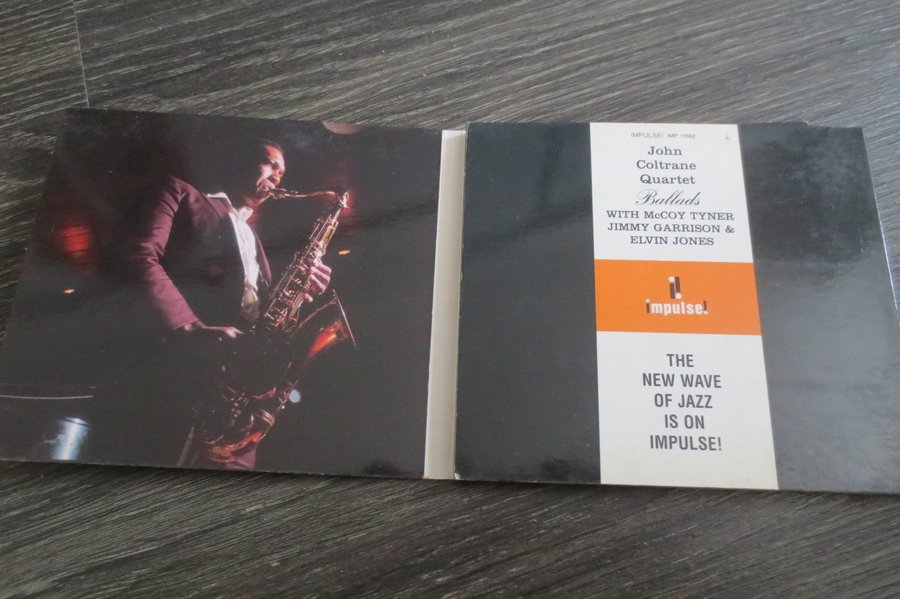 IMPULSE! IMP 11562
John
Coltrane
Quartet
Ballads
WITH McCOY TYNER
JIMMY GARRISON &
ELVIN JONES
impulse!
THE
NEW WAVE
OF JAZZ
IS ON
IMPULSE!